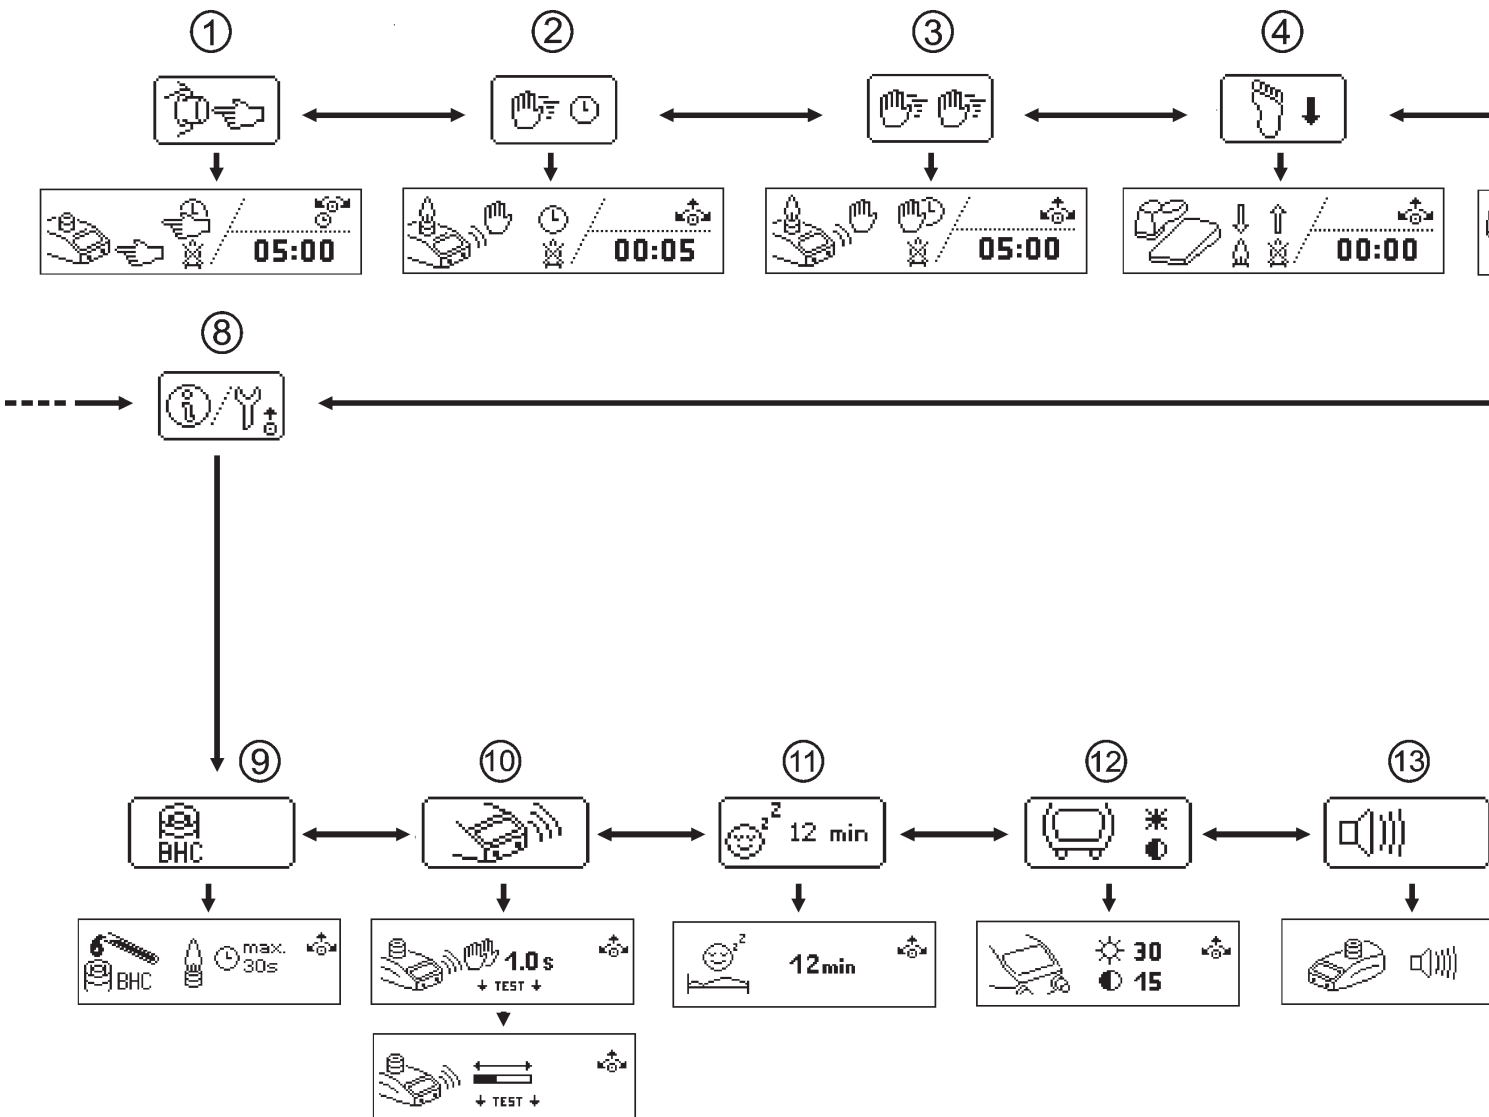 1 2 3 4
05:00 00:05 05:00 00:00
8
9 10 11 12 13
BHC
z z z 12 min
BHC max. 30s
1.0 s
↓ TEST ↓
z z z 12min
30
15
↓ TEST ↓